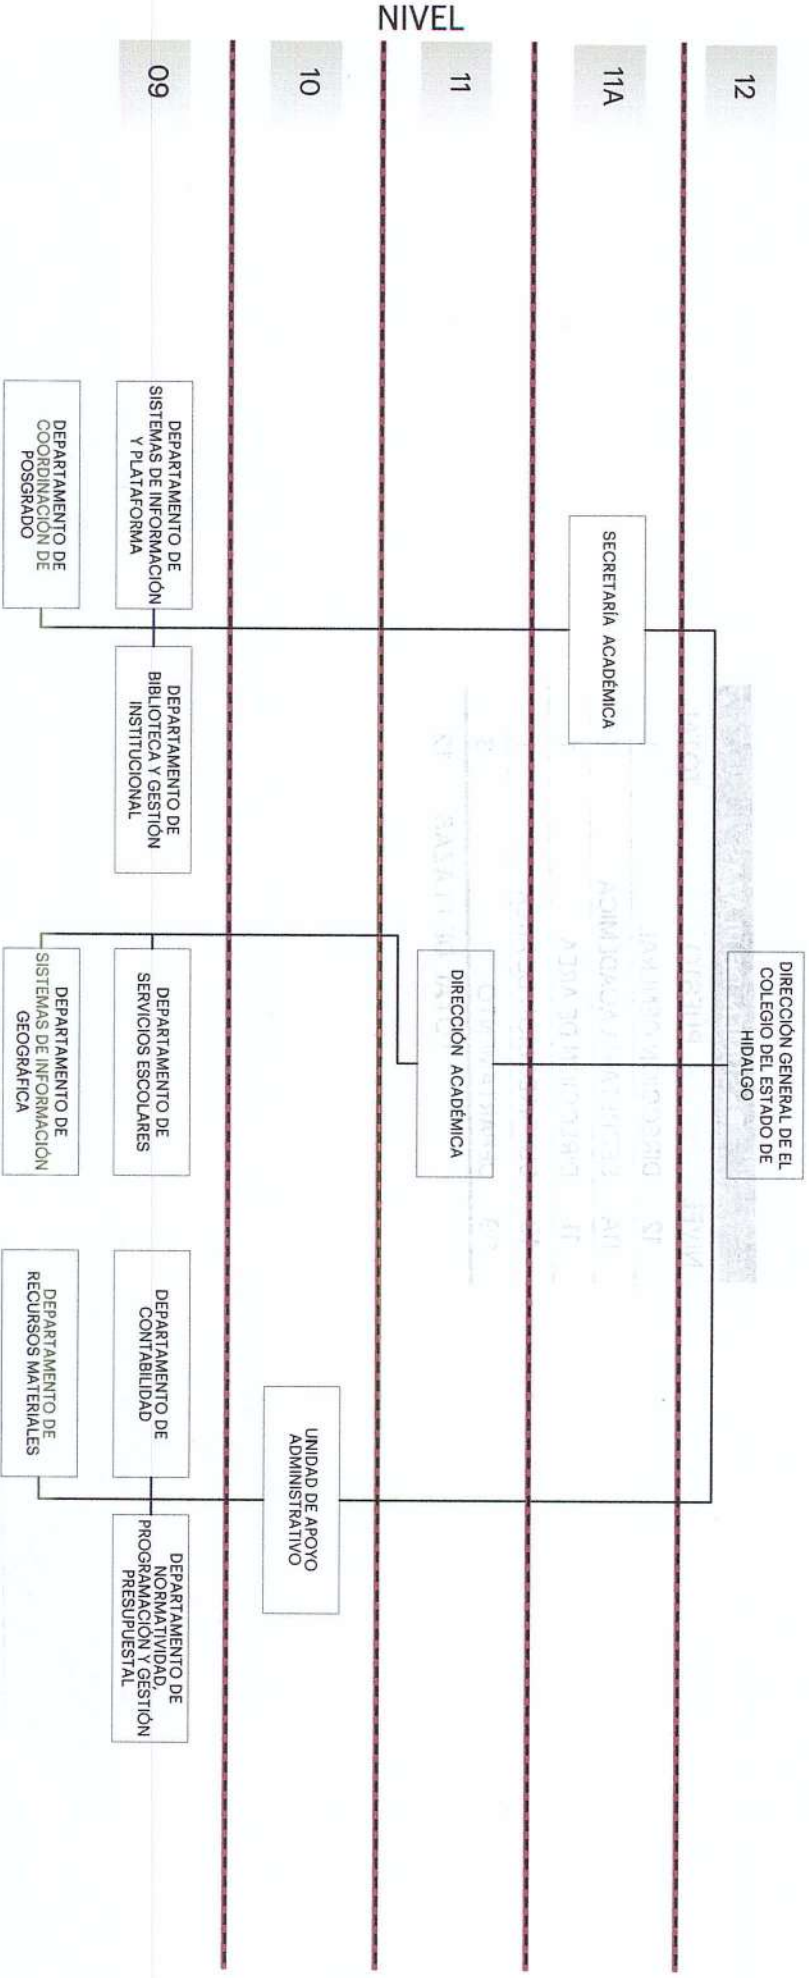 NIVEL
12
11A
11
10
09
DIRECCIÓN GENERAL DE EL
COLEGIO DEL ESTADO DE
HIDALGO
SECRETARÍA ACADÉMICA
DIRECCIÓN ACADÉMICA
UNIDAD DE APOYO
ADMINISTRATIVO
DEPARTAMENTO DE
SISTEMAS DE INFORMACIÓN
Y PLATAFORMA
DEPARTAMENTO DE
BIBLIOTECA Y GESTIÓN
INSTITUCIONAL
DEPARTAMENTO DE
SERVICIOS ESCOLARES
DEPARTAMENTO DE
CONTABILIDAD
DEPARTAMENTO DE
NORMATIVIDAD,
PROGRAMACIÓN Y GESTIÓN
PRESUPUESTAL
DEPARTAMENTO DE
COORDINACIÓN DE
POSGRADO
DEPARTAMENTO DE
SISTEMAS DE INFORMACIÓN
GEOGRÁFICA
DEPARTAMENTO DE
RECURSOS MATERIALES